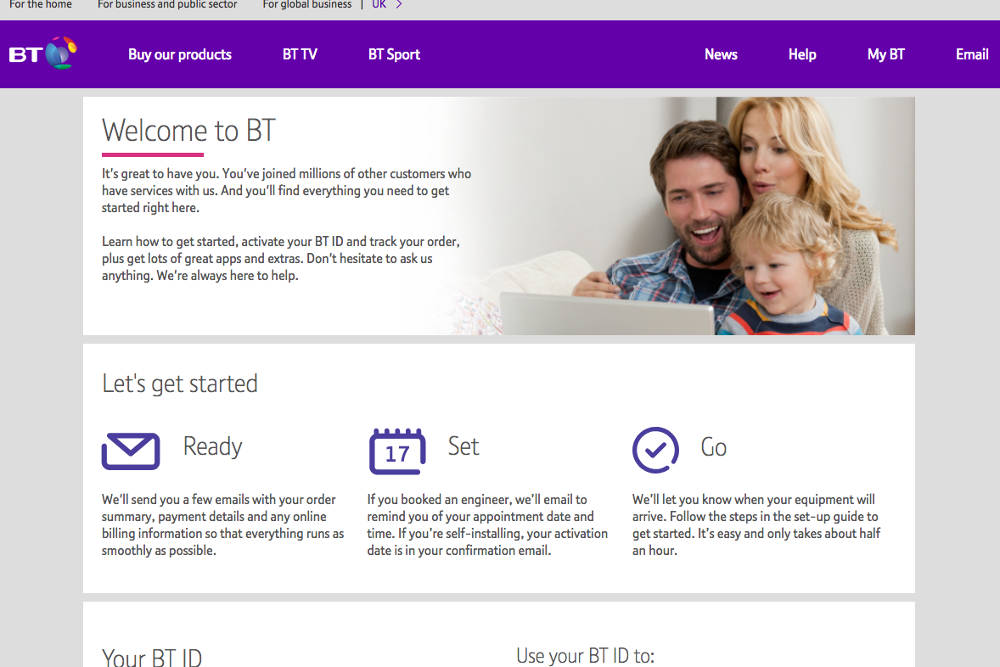 For the home For business and public sector For global business | UK
BT Buy our products BT TV BT Sport News Help My BT Email
Welcome to BT
It's great to have you. You've joined millions of other customers who
have services with us. And you'll find everything you need to get
started right here.
Learn how to get started, activate your BT ID and track your order,
plus get lots of great apps and extras. Don't hesitate to ask us
anything. We're always here to help.
Let's get started
Ready
We'll send you a few emails with your order
summary, payment details and any online
billing information so that everything runs as
smoothly as possible.
17 Set
If you booked an engineer, we'll email to
remind you of your appointment date and
time. If you're self-installing, your activation
date is in your confirmation email.
Go
We'll let you know when your equipment will
arrive. Follow the steps in the set-up guide to
get started. It's easy and only takes about half
an hour.
Your BT ID
Use your BT ID to: